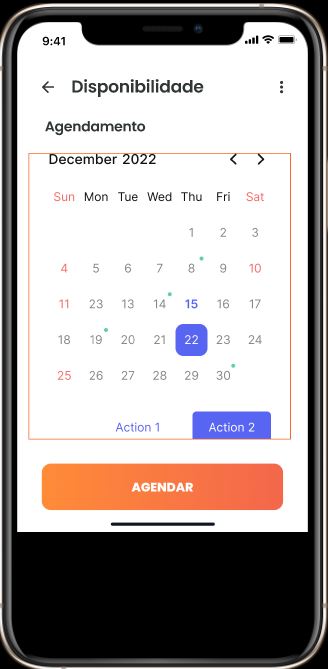 9:41
Disponibilidade
Agendamento
December 2022
Sun Mon Tue Wed Thu Fri Sat
1 2 3
4 5 6 7 8 9 10
11 23 13 14 15 16 17
18 19 20 21 22 23 24
25 26 27 28 29 30
Action 1 Action 2
AGENDAR